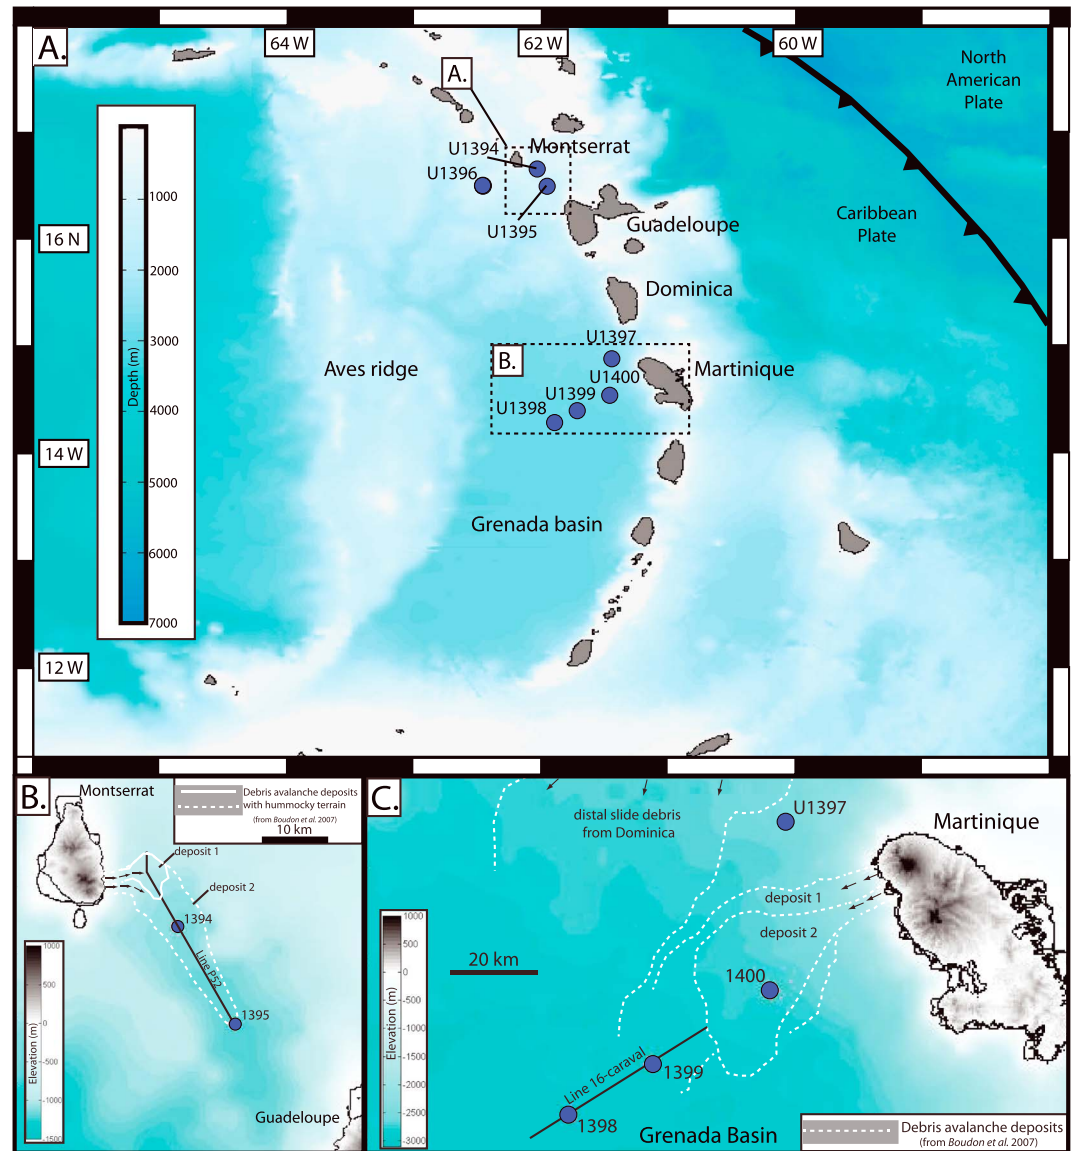 A.
64 W
62 W
60 W
North
American
Plate
A.
U1394
Montserrat
U1396
U1395
Guadeloupe
Caribbean
Plate
16 N
Dominica
1000
2000
3000
4000
5000
6000
7000
Depth (m)
U1397
B.
Aves ridge
Martinique
U1400
U1399
U1398
14 W
Grenada basin
12 W
B.
Montserrat
Debris avalanche deposits
with hummocky terrain
(from Boudon et al. 2007)
10 km
deposit 1
deposit 2
1394
Line P52
1395
1000
500
0
-500
-1000
-1500
Elevation (m)
Guadeloupe
C.
distal slide debris
from Dominica
U1397
Martinique
deposit 1
deposit 2
20 km
1400
1000
500
0
-500
-1000
-1500
-2000
-2500
-3000
Elevation (m)
Line 16-caraval
1399
1398
Grenada Basin
Debris avalanche deposits
(from Boudon et al. 2007)